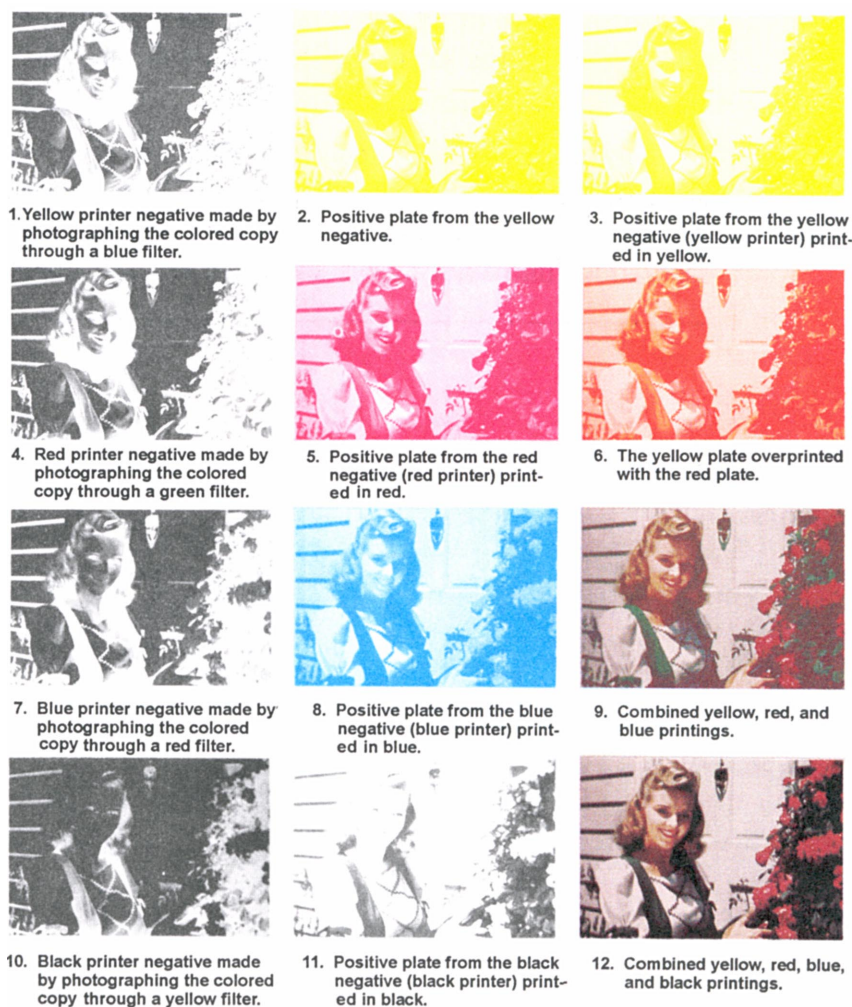 1. Yellow printer negative made by
photographing the colored copy
through a blue filter.
2. Positive plate from the yellow
negative.
3. Positive plate from the yellow
negative (yellow printer) print-
ed in yellow.
4. Red printer negative made by
photographing the colored
copy through a green filter.
5. Positive plate from the red
negative (red printer) print-
ed in red.
6. The yellow plate overprinted
with the red plate.
7. Blue printer negative made by
photographing the colored
copy through a red filter.
8. Positive plate from the blue
negative (blue printer) print-
ed in blue.
9. Combined yellow, red, and
blue printings.
10. Black printer negative made
by photographing the colored
copy through a yellow filter.
11. Positive plate from the black
negative (black printer) print-
ed in black.
12. Combined yellow, red, blue,
and black printings.